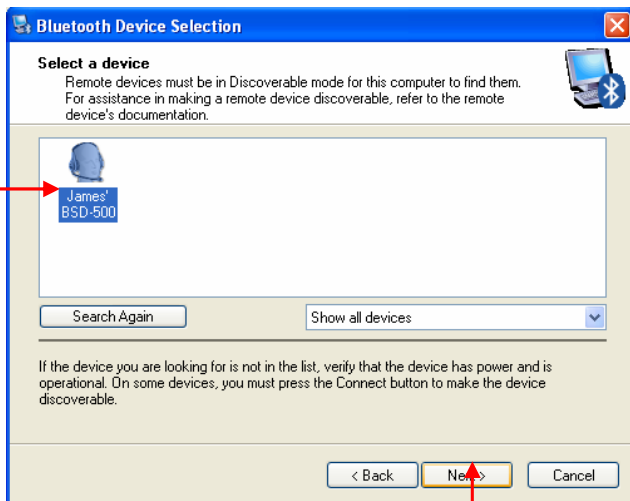 Bluetooth Device Selection
Select a device
Remote devices must be in Discoverable mode for this computer to find them.
For assistance in making a remote device discoverable, refer to the remote
device's documentation.
James'
BSD-500
Search Again
Show all devices
If the device you are looking for is not in the list, verify that the device has power and is
operational. On some devices, you must press the Connect button to make the device
discoverable.
< Back
Next >
Cancel